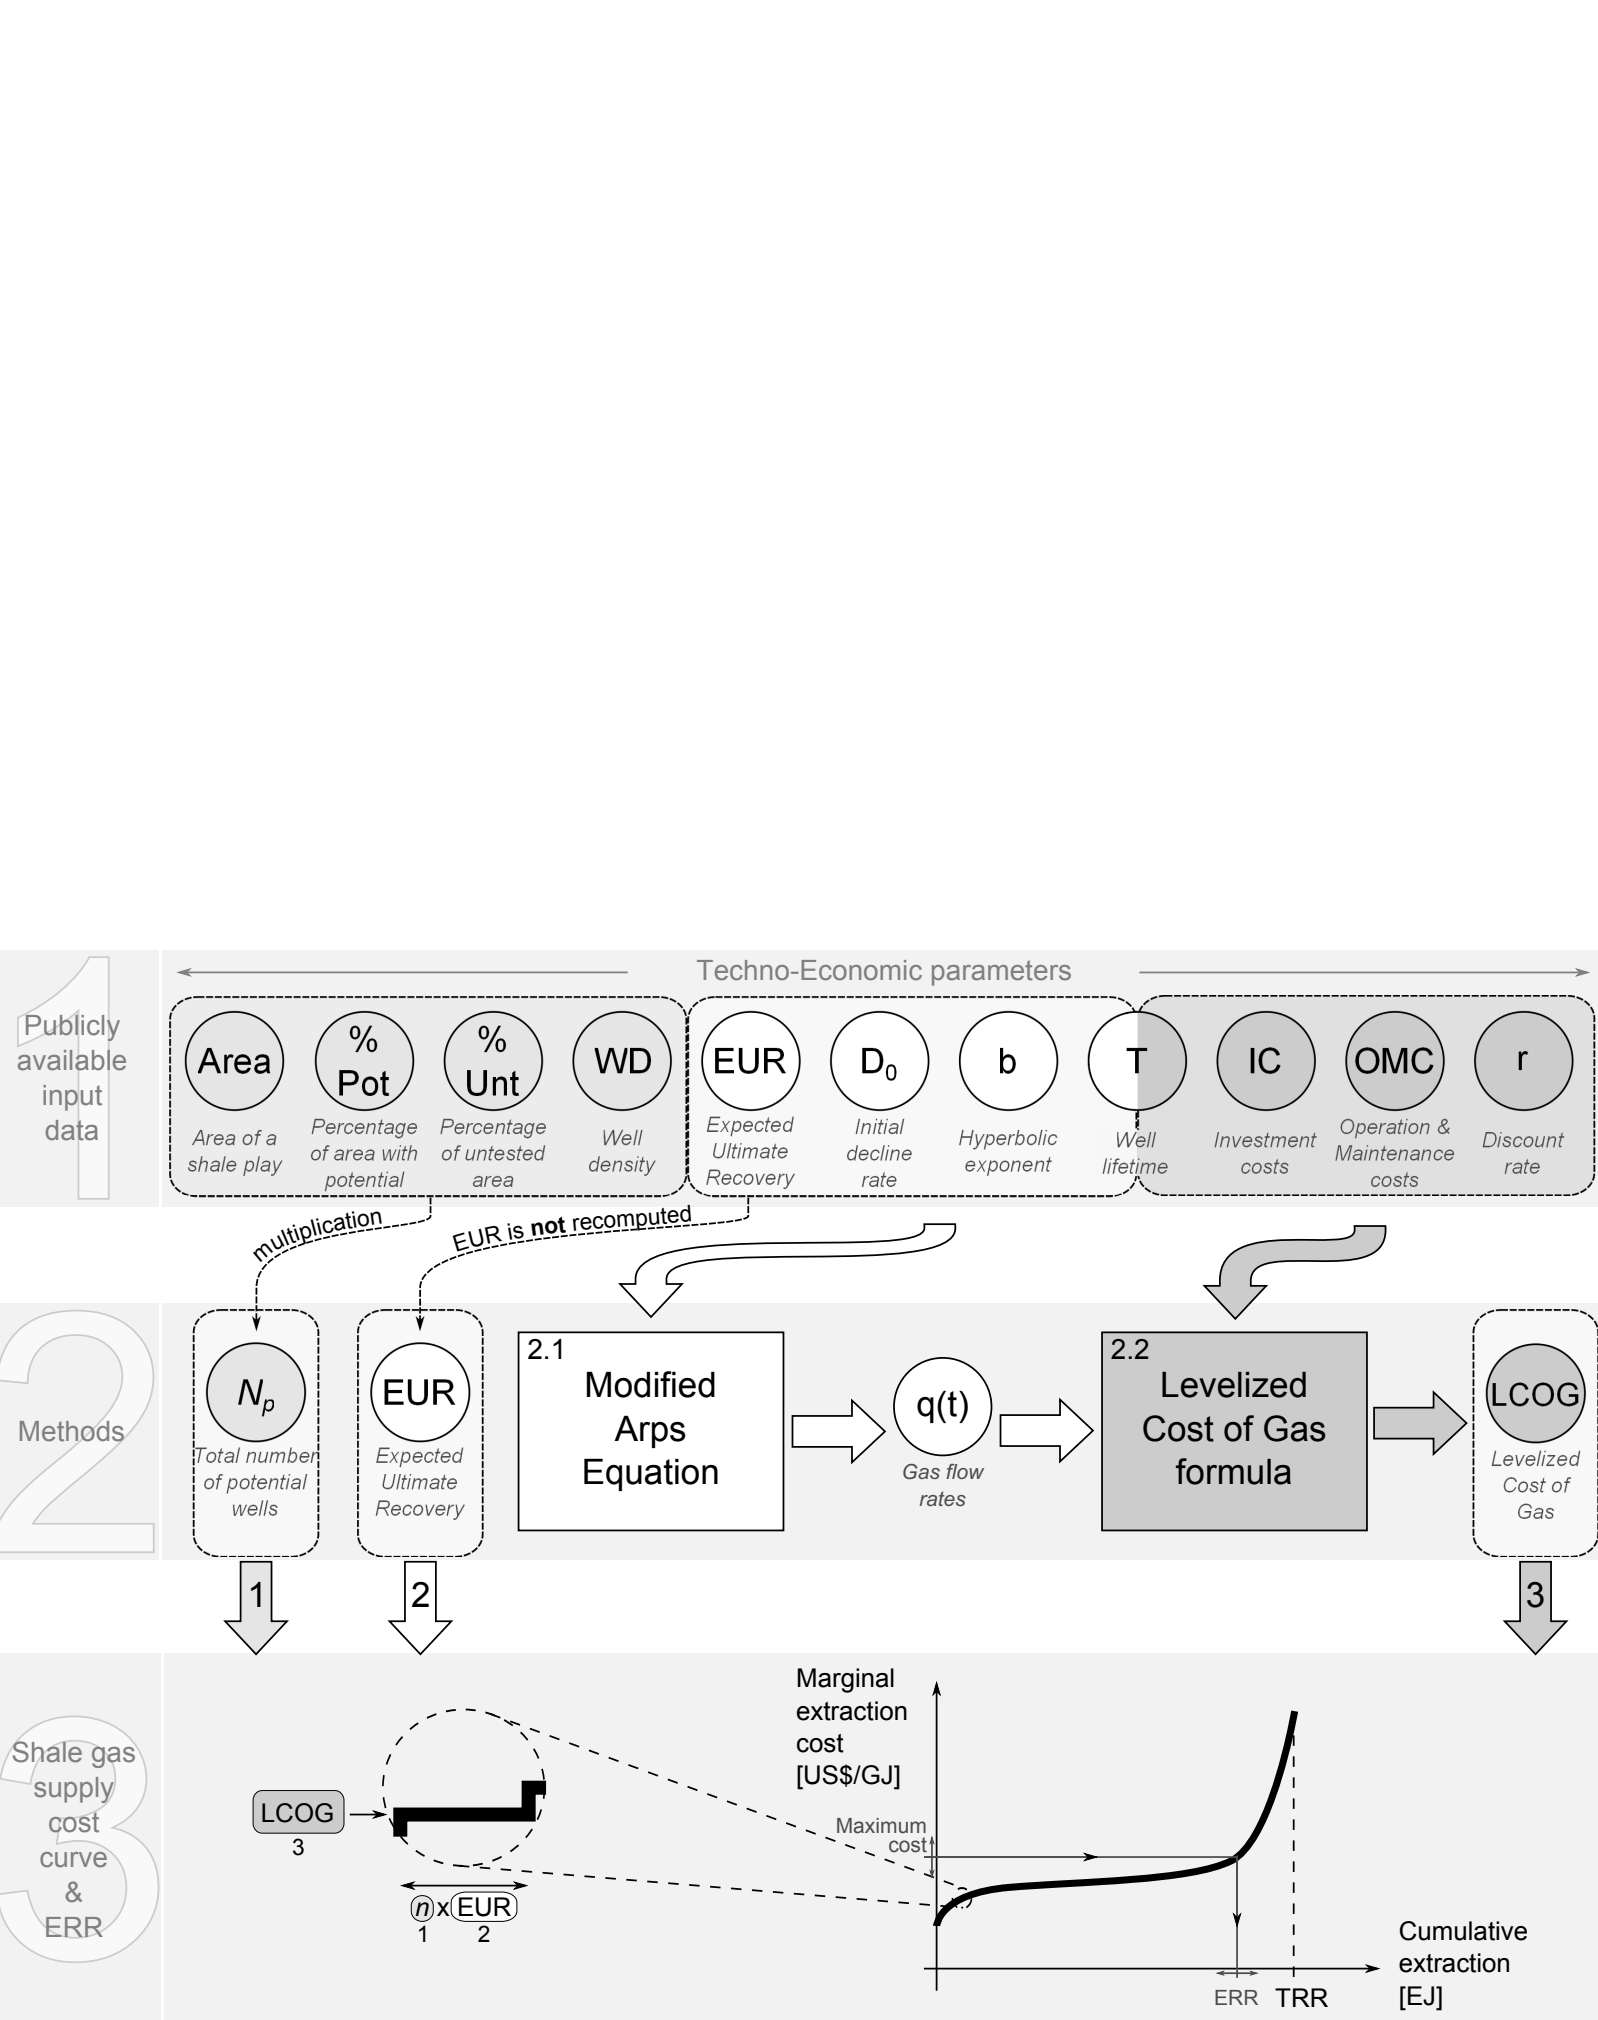 1
Publicly
available
input
data
Techno-Economic parameters
Area
Area of a
shale play
%
Pot
Percentage
of area with
potential
%
Unt
Percentage
of untested
area
WD
Well
density
EUR
Expected
Ultimate
Recovery
D0
Initial
decline
rate
b
Hyperbolic
exponent
T
Well
lifetime
IC
Investment
costs
OMC
Operation &
Maintenance
costs
r
Discount
rate
multiplication
EUR is not recomputed
2
Methods
Np
Total number
of potential
wells
EUR
Expected
Ultimate
Recovery
2.1
Modified
Arps
Equation
q(t)
Gas flow
rates
2.2
Levelized
Cost of Gas
formula
LCOG
Levelized
Cost of
Gas
1
2
3
3
Shale gas
supply
cost
curve
&
ERR
LCOG
3
n x EUR
1
2
Marginal
extraction
cost
[US$/GJ]
Maximum
cost
ERR
TRR
Cumulative
extraction
[EJ]